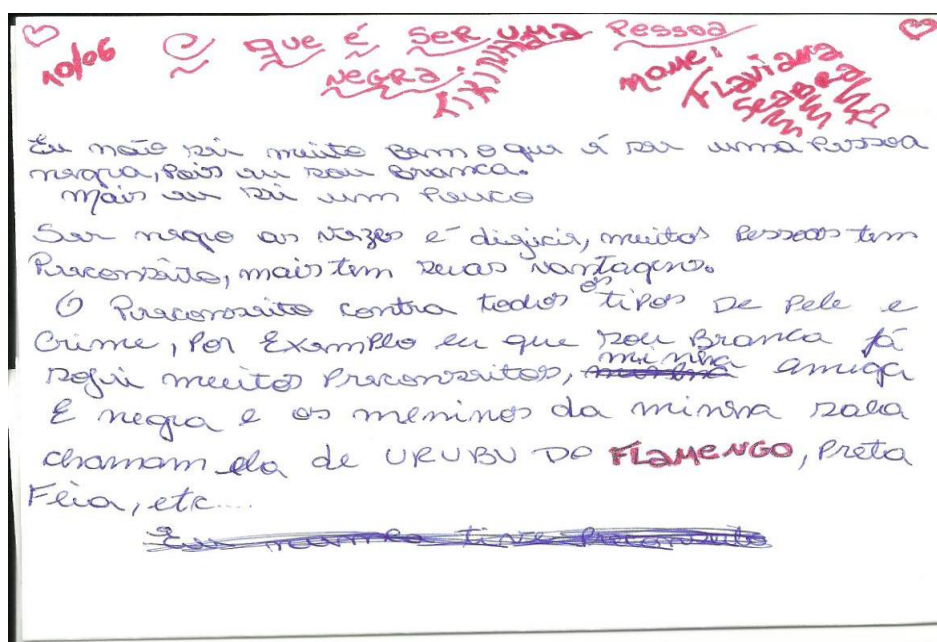 10/06 O que é ser uma Pessoa
negra.
Nome: Flaviana
Eu não sei muito bem o que é ser uma Pessoa
negra, Pois eu sou Branca.
Mais eu sei um Pouco
Ser negro as vezes é dificil, muitos Pessoas tem
Preconseito, mais tem suas vantagens.
O Preconseito contra todos os tipos De Pele e
Crime, Por Exemplo eu que sou Branca já
sofri muitos Preconseitos, minha amiga
E negra e os meninos da minha sala
chamam ela de URUBU DO FLAMENGO, Preta
Feia, etc....
Eu nunca tive Preconseito